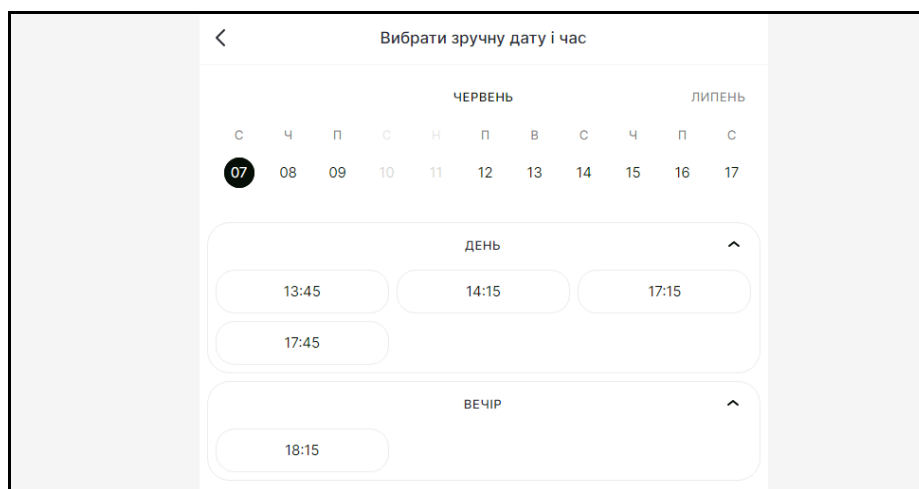 Вибрати зручну дату і час
ЧЕРВЕНЬ ЛИПЕНЬ
С Ч П С Н П В С Ч П С
07 08 09 10 11 12 13 14 15 16 17
ДЕНЬ
13:45 14:15 17:15
17:45
ВЕЧІР
18:15